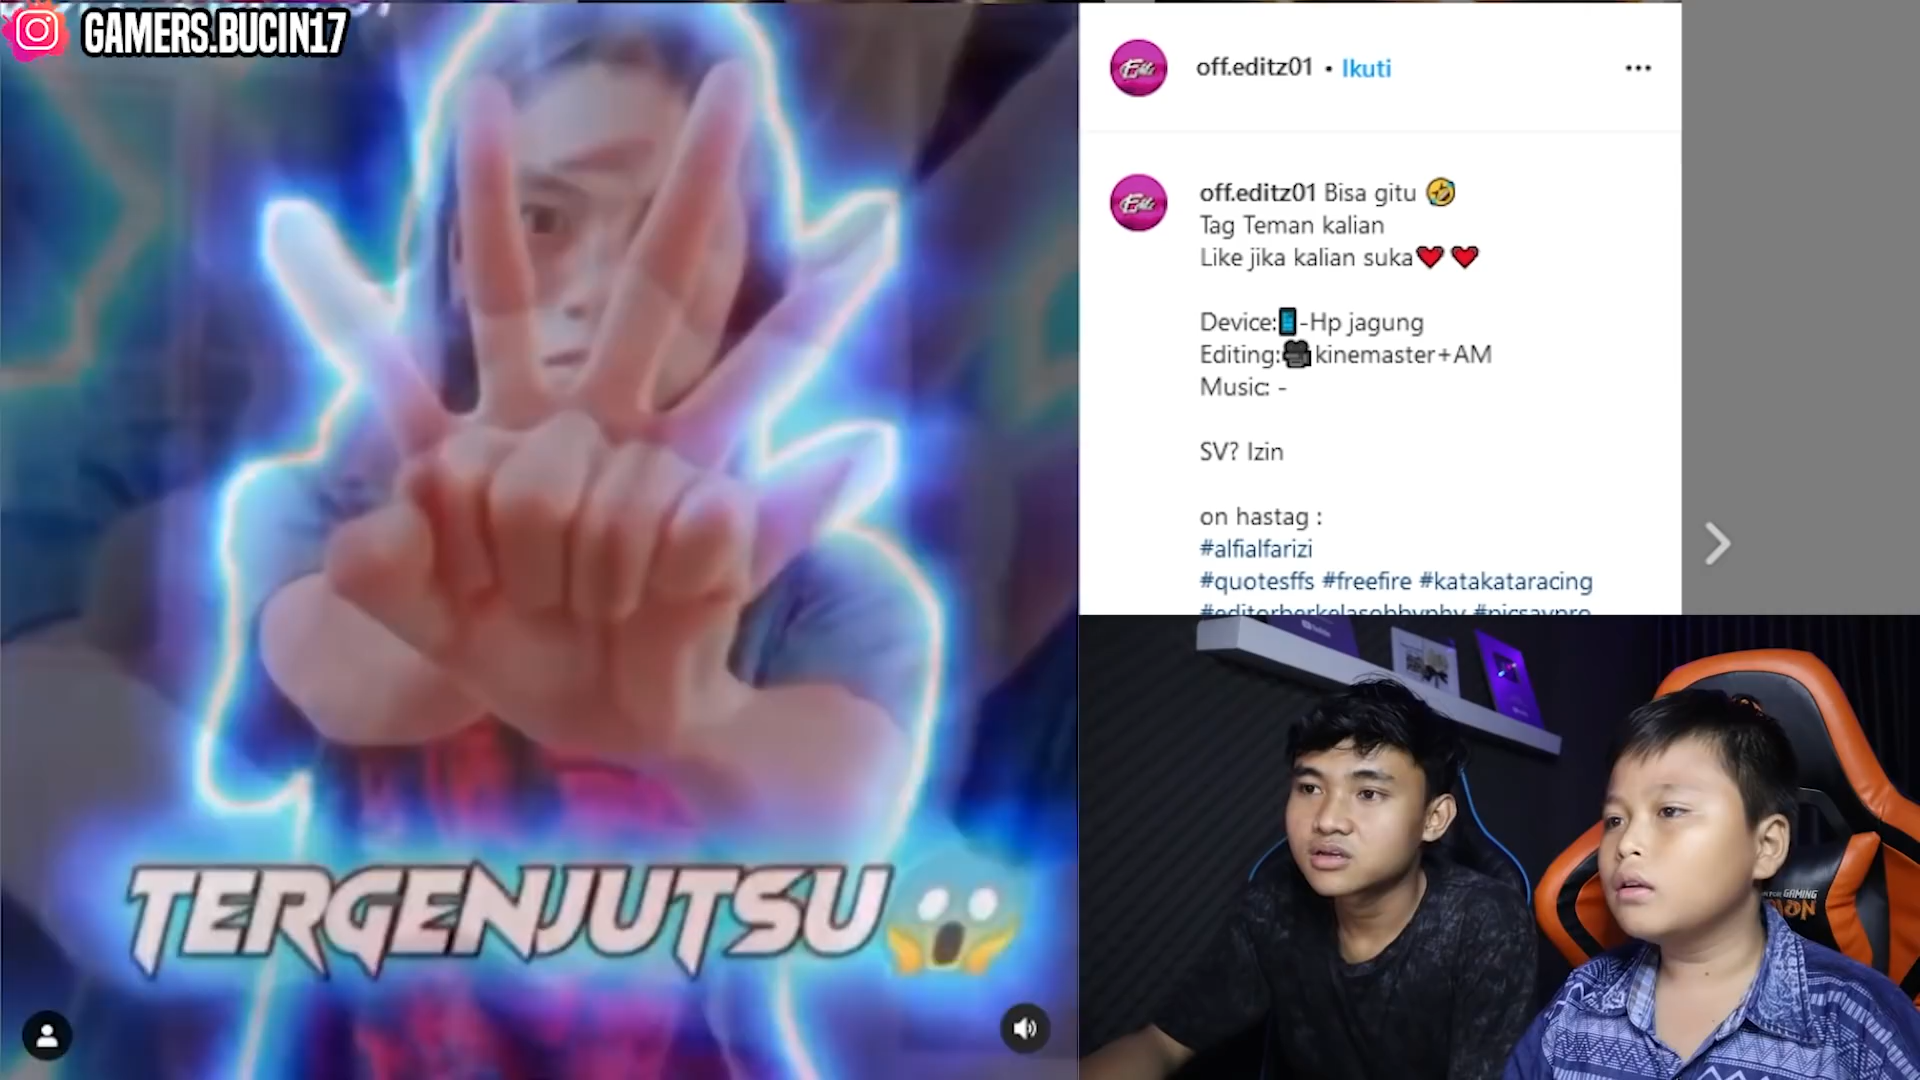 GAMERS.BUCIN17
TERGENJUTSU
off.editz01 • Ikuti
off.editz01 Bisa gitu 🤣
Tag Teman kalian
Like jika kalian suka❤️ ❤️
Device:📱-Hp jagung
Editing:🎥kinemaster+AM
Music: -
SV? Izin
on hastag :
#alfialfarizi
#quotesffs #freefire #katakataracing
GAMING